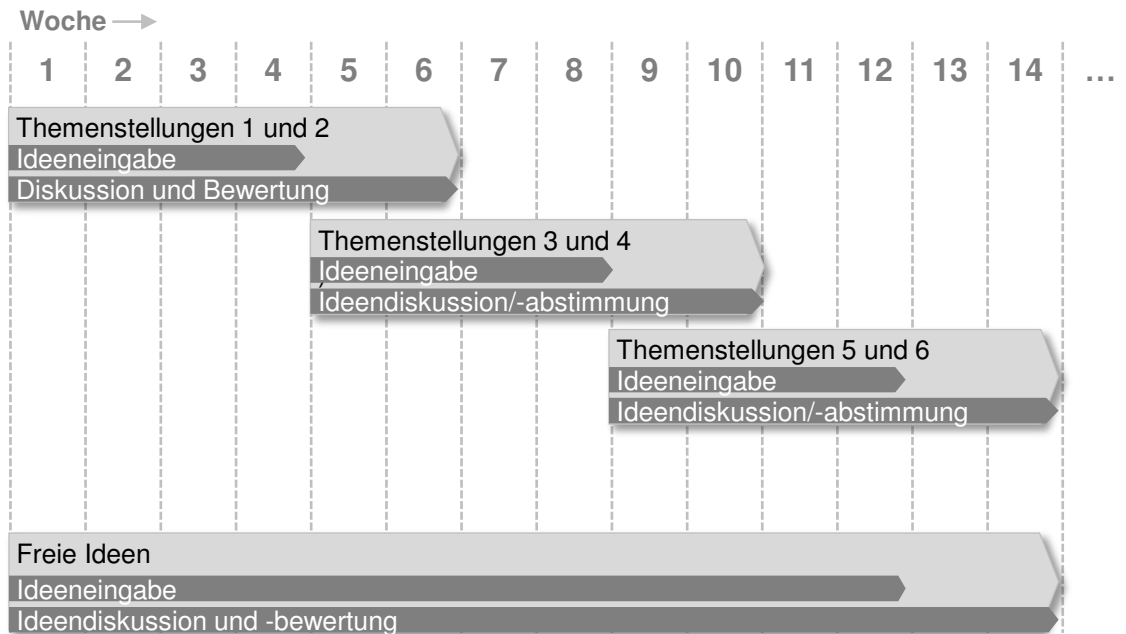 Woche
1 2 3 4 5 6 7 8 9 10 11 12 13 14 ...
Themenstellungen 1 und 2
Ideeneingabe
Diskussion und Bewertung
Themenstellungen 3 und 4
Ideeneingabe
Ideendiskussion/-abstimmung
Themenstellungen 5 und 6
Ideeneingabe
Ideendiskussion/-abstimmung
Freie Ideen
Ideeneingabe
Ideendiskussion und -bewertung